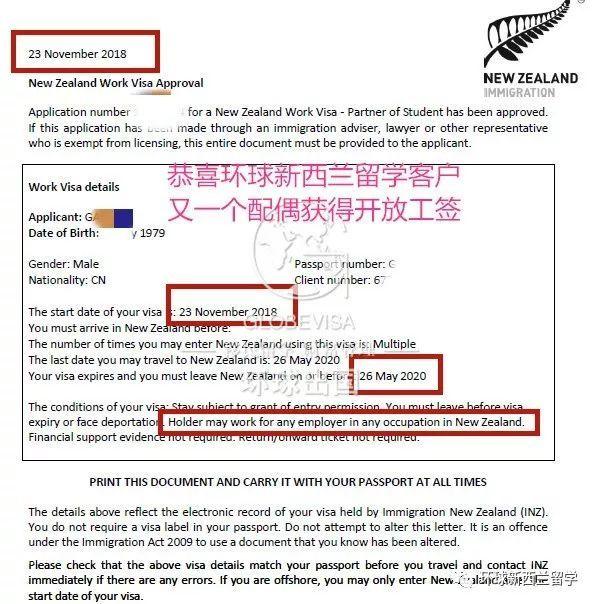 23 November 2018
NEW ZEALAND
IMMIGRATION
New Zealand Work Visa Approval
Application number for a New Zealand Work Visa - Partner of Student has been approved.
If this application has been made through an immigration adviser, lawyer or other representative
who is exempt from licensing, this entire document must be provided to the applicant.
恭喜环球新西兰留学客户
又一个配偶获得开放工签
Work Visa details
Applicant: GA
Date of Birth: y 1979
Gender: Male
Passport number: G
Nationality: CN
Client number: 67
The start date of your visa is: 23 November 2018
You must arrive in New Zealand before:
GLOBEVISA
The number of times you may enter New Zealand using this visa is: Multiple
The last date you may travel to New Zealand is: 26 May 2020
Your visa expires and you must leave New Zealand on or before: 26 May 2020
环球出国
The conditions of your visa: Stay subject to grant of entry permission. You must leave before visa
expiry or face deportation. Holder may work for any employer in any occupation in New Zealand.
Financial support evidence not required. Return/onward ticket not required.
PRINT THIS DOCUMENT AND CARRY IT WITH YOUR PASSPORT AT ALL TIMES
The details above reflect the electronic record of your visa held by Immigration New Zealand (INZ).
You do not require a visa label in your passport. Do not attempt to alter this letter. It is an offence
under the Immigration Act 2009 to use a document that you know has been altered.
Please check that the above visa details match your passport before you travel and contact INZ
immediately if there are any errors. If you are offshore, you may only enter New Zealand the
start date of your visa.
环球新西兰留学